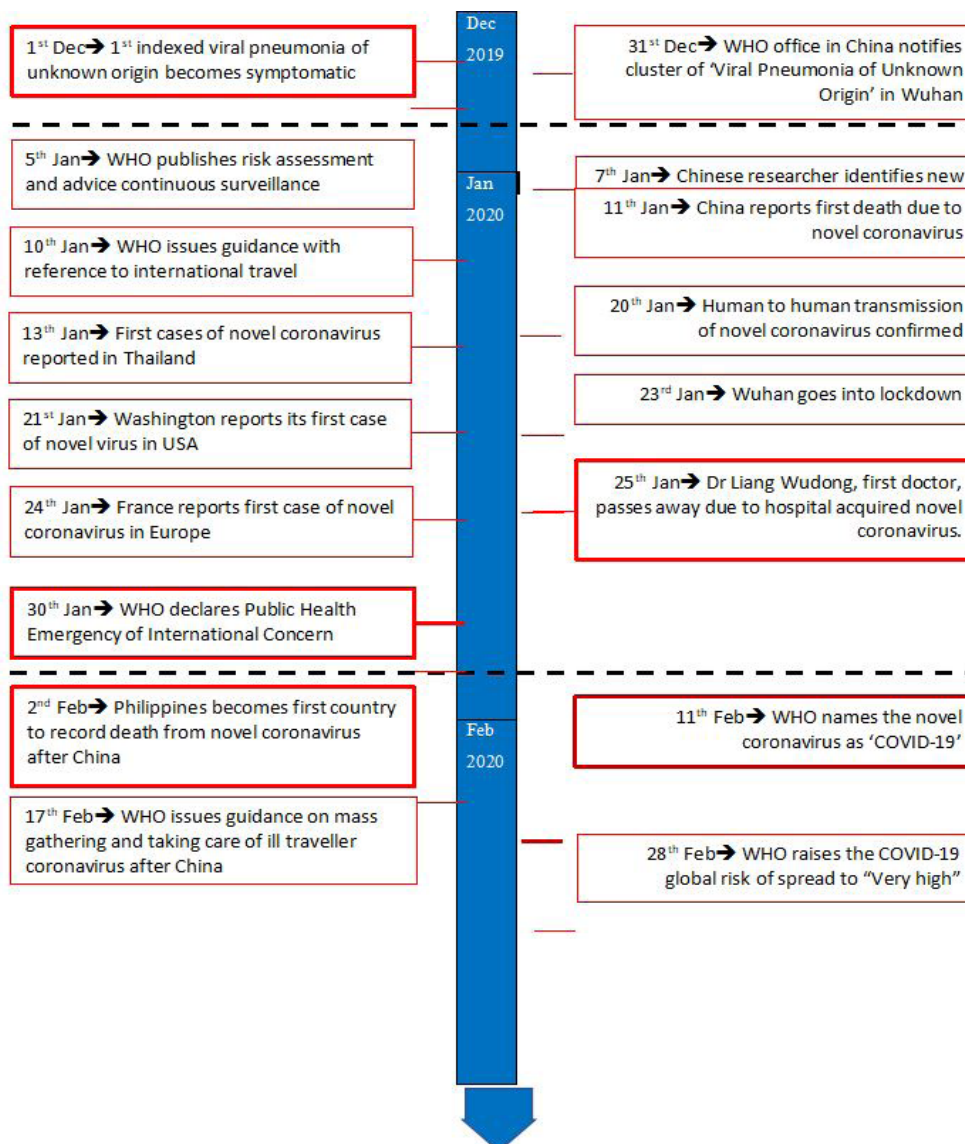 Dec
2019
1st Dec➔ 1st indexed viral pneumonia of
unknown origin becomes symptomatic
31st Dec➔ WHO office in China notifies
cluster of ‘Viral Pneumonia of Unknown
Origin’ in Wuhan
Jan
2020
5th Jan➔ WHO publishes risk assessment
and advice continuous surveillance
7th Jan➔ Chinese researcher identifies new
11th Jan➔ China reports first death due to
novel coronavirus
10th Jan➔ WHO issues guidance with
reference to international travel
20th Jan➔ Human to human transmission
of novel coronavirus confirmed
13th Jan➔ First cases of novel coronavirus
reported in Thailand
23rd Jan➔ Wuhan goes into lockdown
21st Jan➔ Washington reports its first case
of novel virus in USA
25th Jan➔ Dr Liang Wudong, first doctor,
passes away due to hospital acquired novel
coronavirus.
24th Jan➔ France reports first case of novel
coronavirus in Europe
30th Jan➔ WHO declares Public Health
Emergency of International Concern
Feb
2020
2nd Feb➔ Philippines becomes first country
to record death from novel coronavirus
after China
11th Feb➔ WHO names the novel
coronavirus as ‘COVID-19’
17th Feb➔ WHO issues guidance on mass
gathering and taking care of ill traveller
coronavirus after China
28th Feb➔ WHO raises the COVID-19
global risk of spread to “Very high”